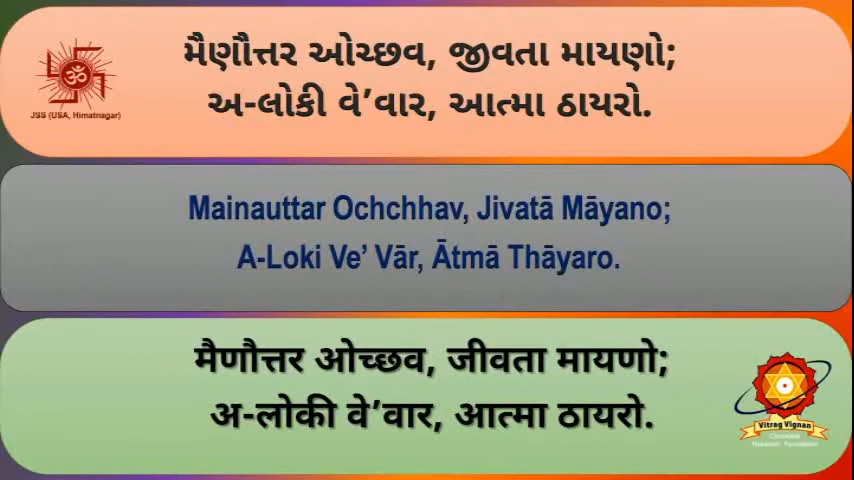 મૈણૌત્તર ઓચ્છવ, જીવતા માયણો;
અ-લોકી વે’વાર, આત્મા ઠાયરો.
JSS (USA, Himatnagar)
Mainauttar Ochchhav, Jivatā Māyano;
A-Loki Ve’ Vār, Ātmā Thāyaro.
मैणौत्तर ओच्छव, जीवता मायणो;
अ-लोकी वे’वार, आत्मा ठायरो.
Vitrag Vignan